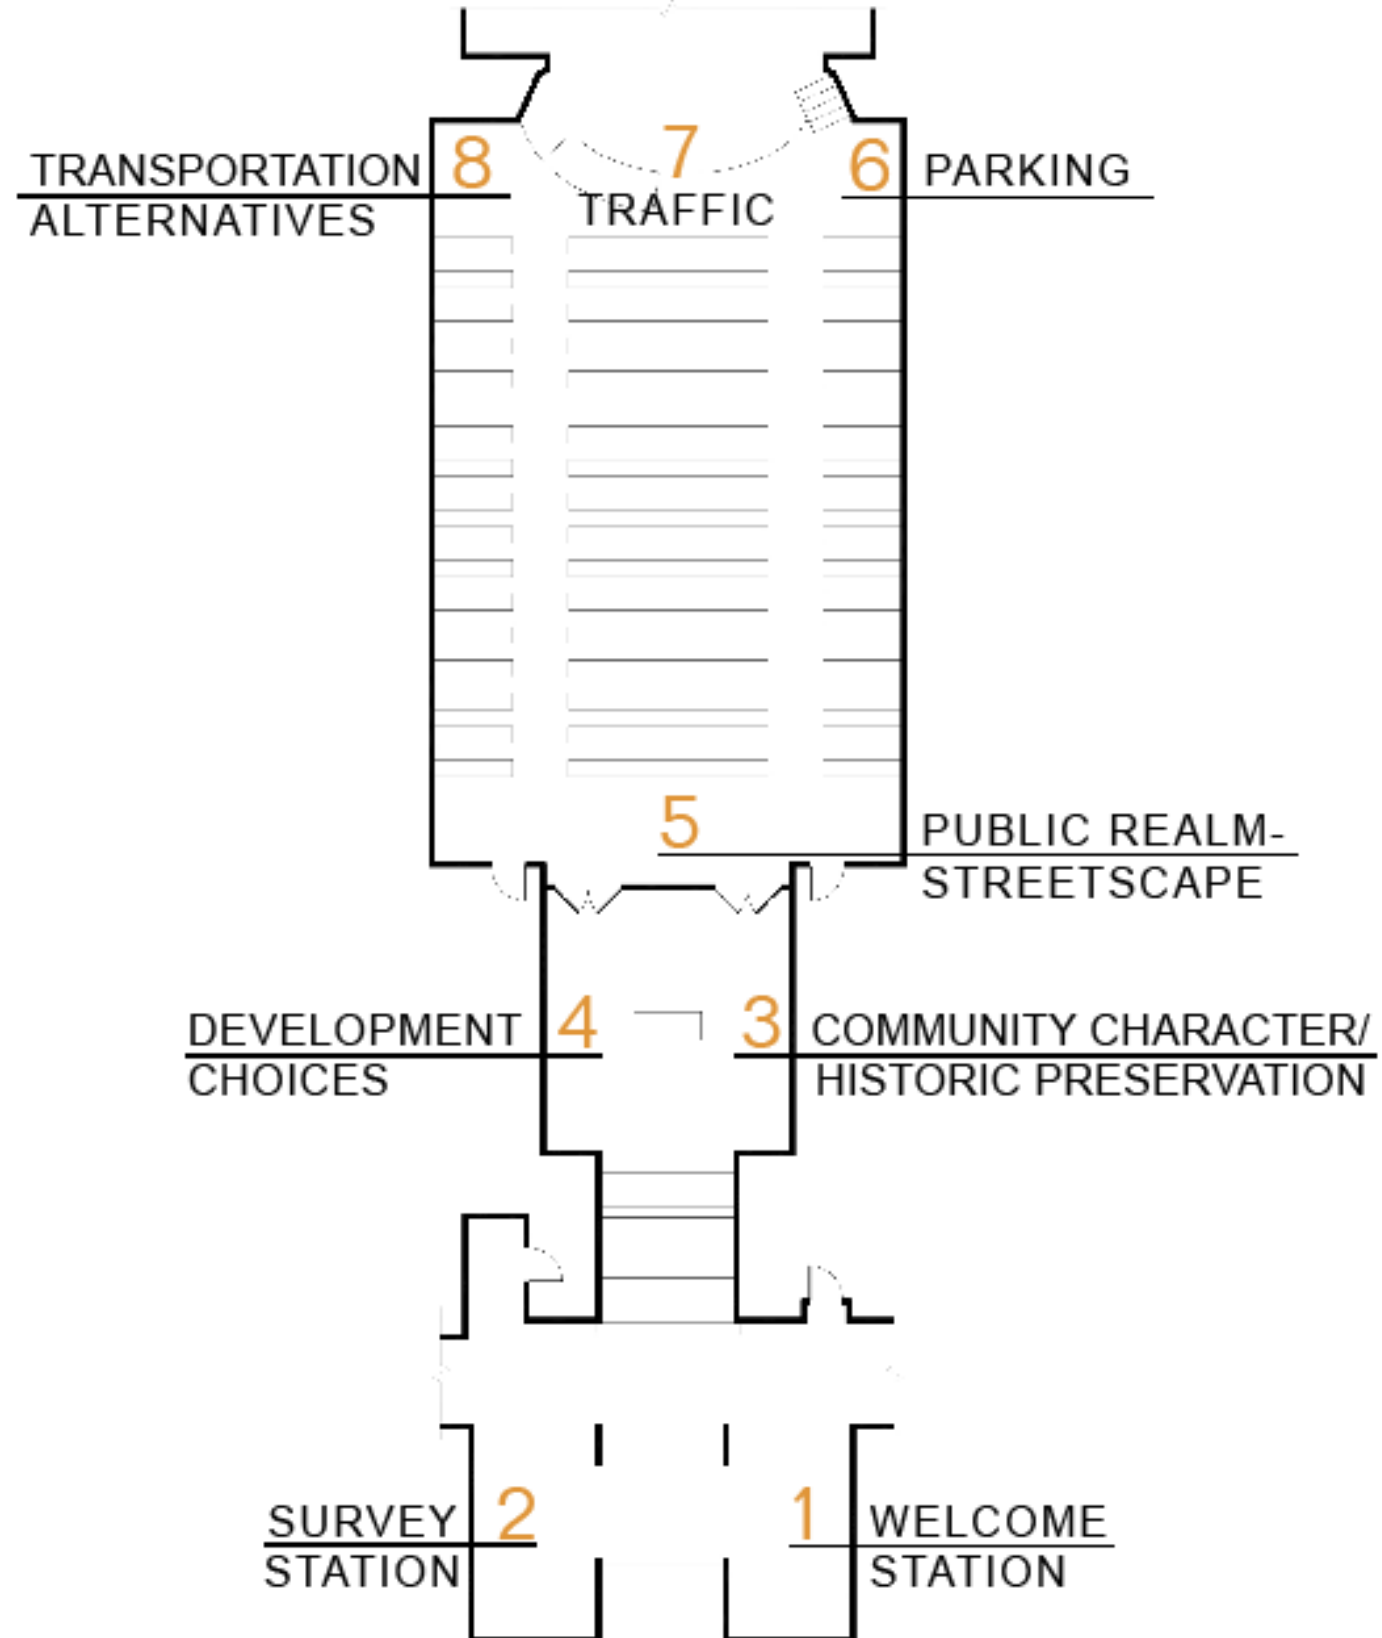 8
TRANSPORTATION
ALTERNATIVES
7
TRAFFIC
6
PARKING
5
PUBLIC REALM-
STREETSCAPE
4
DEVELOPMENT
CHOICES
3
COMMUNITY CHARACTER/
HISTORIC PRESERVATION
2
SURVEY
STATION
1
WELCOME
STATION